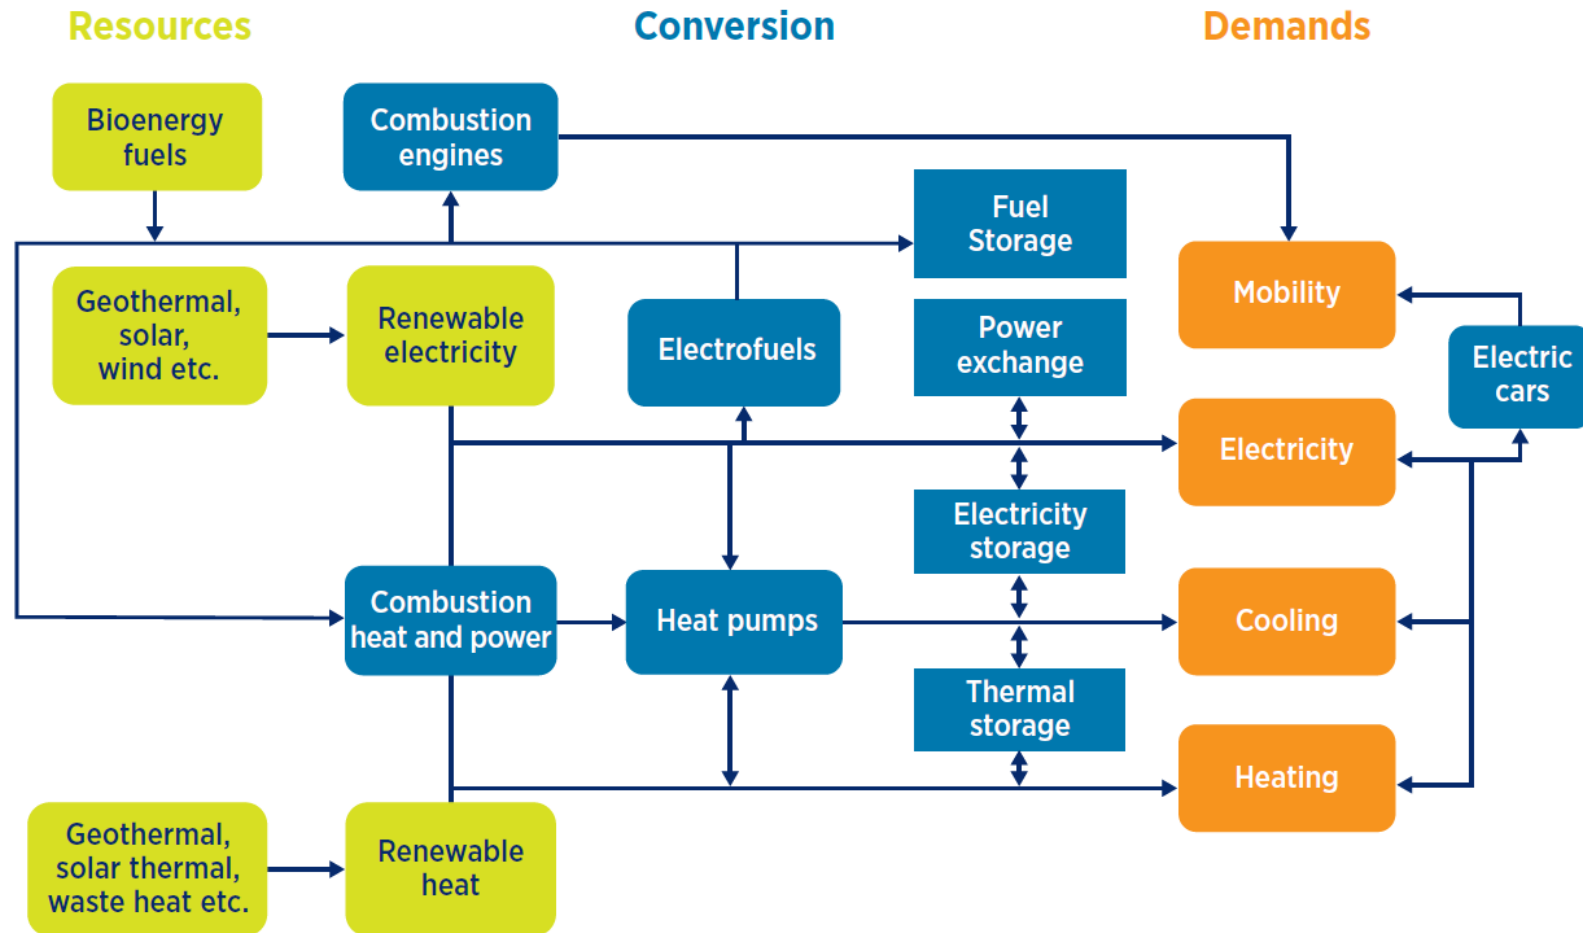 Resources
Conversion
Demands
Bioenergy
fuels
Combustion
engines
Fuel
Storage
Mobility
Geothermal,
solar,
wind etc.
Renewable
electricity
Electrofuels
Power
exchange
Electric
cars
Electricity
Electricity
storage
Combustion
heat and power
Heat pumps
Cooling
Thermal
storage
Heating
Geothermal,
solar thermal,
waste heat etc.
Renewable
heat